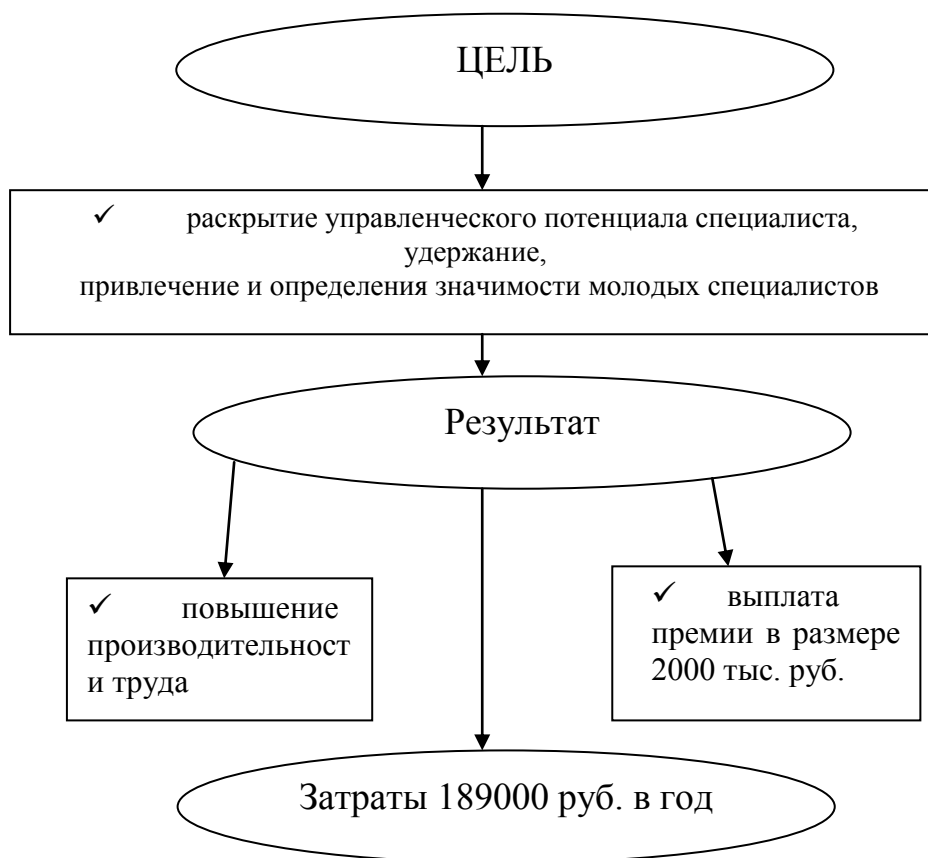 ЦЕЛЬ
✓ раскрытие управленческого потенциала специалиста,
удержание,
привлечение и определения значимости молодых специалистов
Результат
✓ повышение
производительност
и труда
✓ выплата
премии в размере
2000 тыс. руб.
Затраты 189000 руб. в год